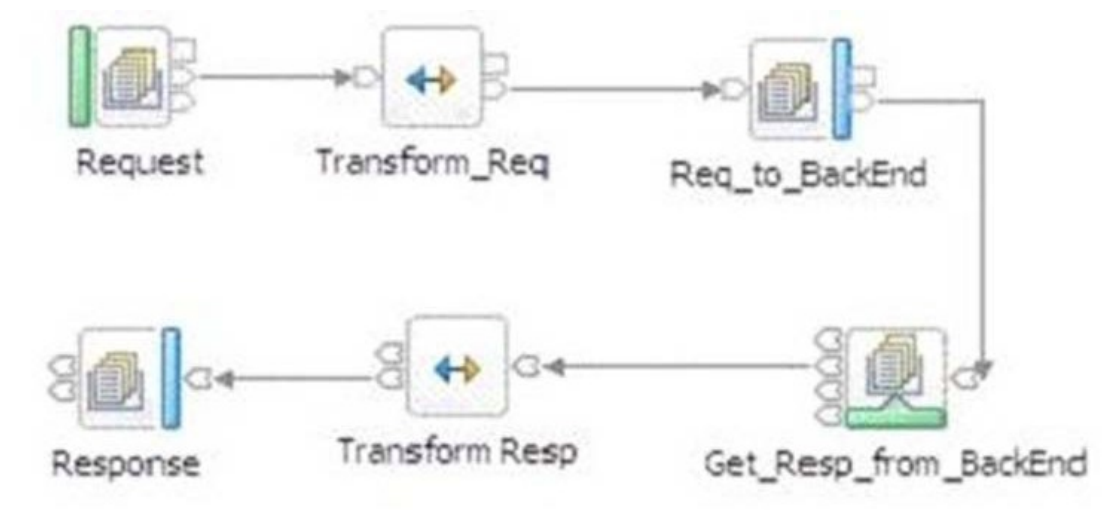 Request
Transform_Req
Req_to_BackEnd
Response
Transform Resp
Get_Resp_from_BackEnd